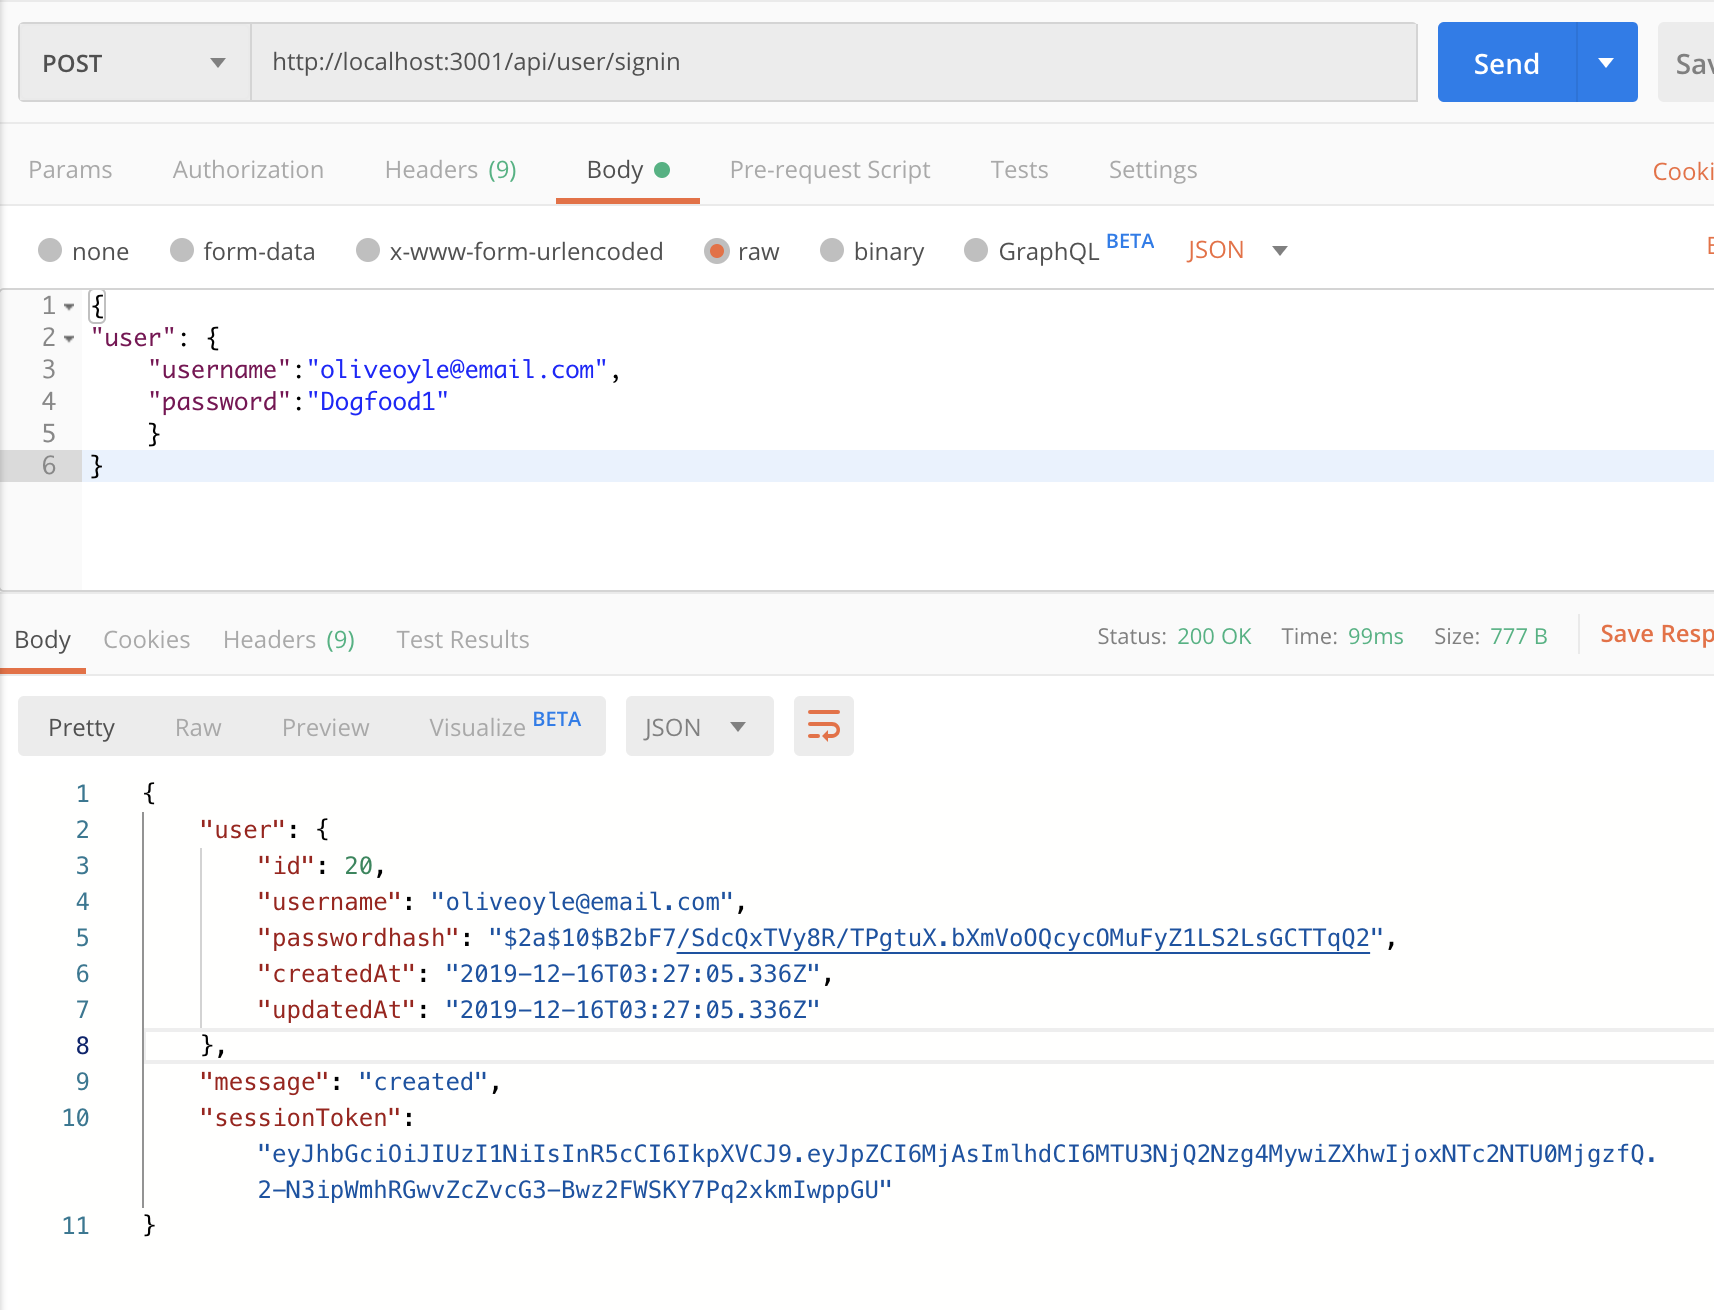 POST http://localhost:3001/api/user/signin Send Sav
Params Authorization Headers (9) Body Pre-request Script Tests Settings Cooki
none form-data x-www-form-urlencoded raw binary GraphQL BETA JSON
1 {
2 "user": {
3 "username":"oliveoyle@email.com",
4 "password":"Dogfood1"
5 }
6 }
Body Cookies Headers (9) Test Results Status: 200 OK Time: 99ms Size: 777 B Save Resp
Pretty Raw Preview Visualize BETA JSON
1 {
2 "user": {
3 "id": 20,
4 "username": "oliveoyle@email.com",
5 "passwordhash": "$2a$10$B2bF7/SdcQxTVy8R/TPgtuX.bXmVoOQcycOMuFyZ1LS2LsGCTTqQ2",
6 "createdAt": "2019-12-16T03:27:05.336Z",
7 "updatedAt": "2019-12-16T03:27:05.336Z"
8 },
9 "message": "created",
10 "sessionToken":
"eyJhbGciOiJIUzI1NiIsInR5cCI6IkpXVCJ9.eyJpZCI6MjAsImlhdCI6MTU3NjQ2Nzg4MywiZXhwIjoxNTc2NTU0MjgzfQ.
2-N3ipWmhRGwvZcZvcG3-Bwz2FWSKY7Pq2xkmIwppGU"
11 }